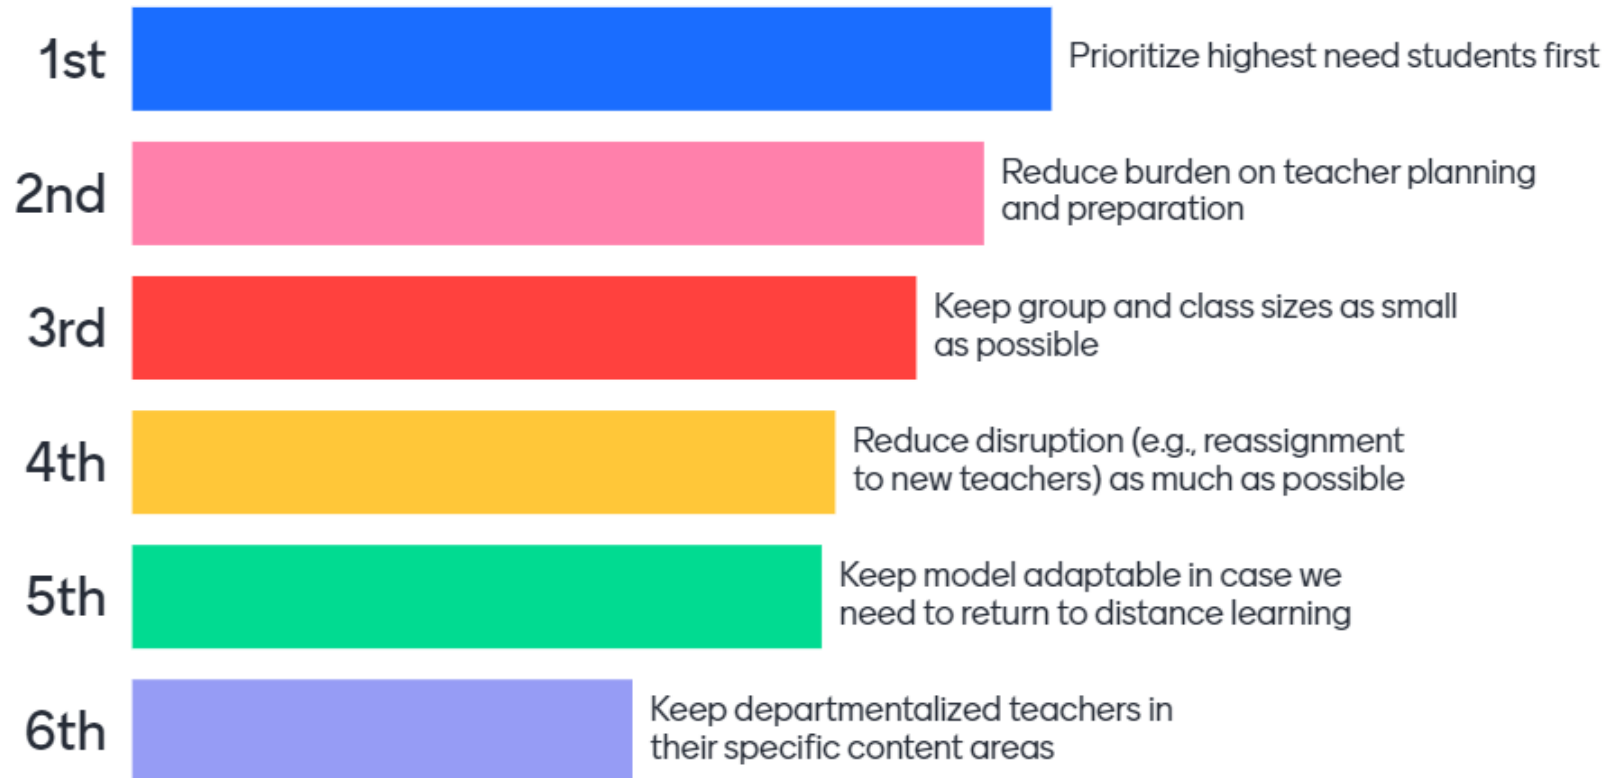 1st
Prioritize highest need students first
2nd
Reduce burden on teacher planning
and preparation
3rd
Keep group and class sizes as small
as possible
4th
Reduce disruption (e.g., reassignment
to new teachers) as much as possible
5th
Keep model adaptable in case we
need to return to distance learning
6th
Keep departmentalized teachers in
their specific content areas